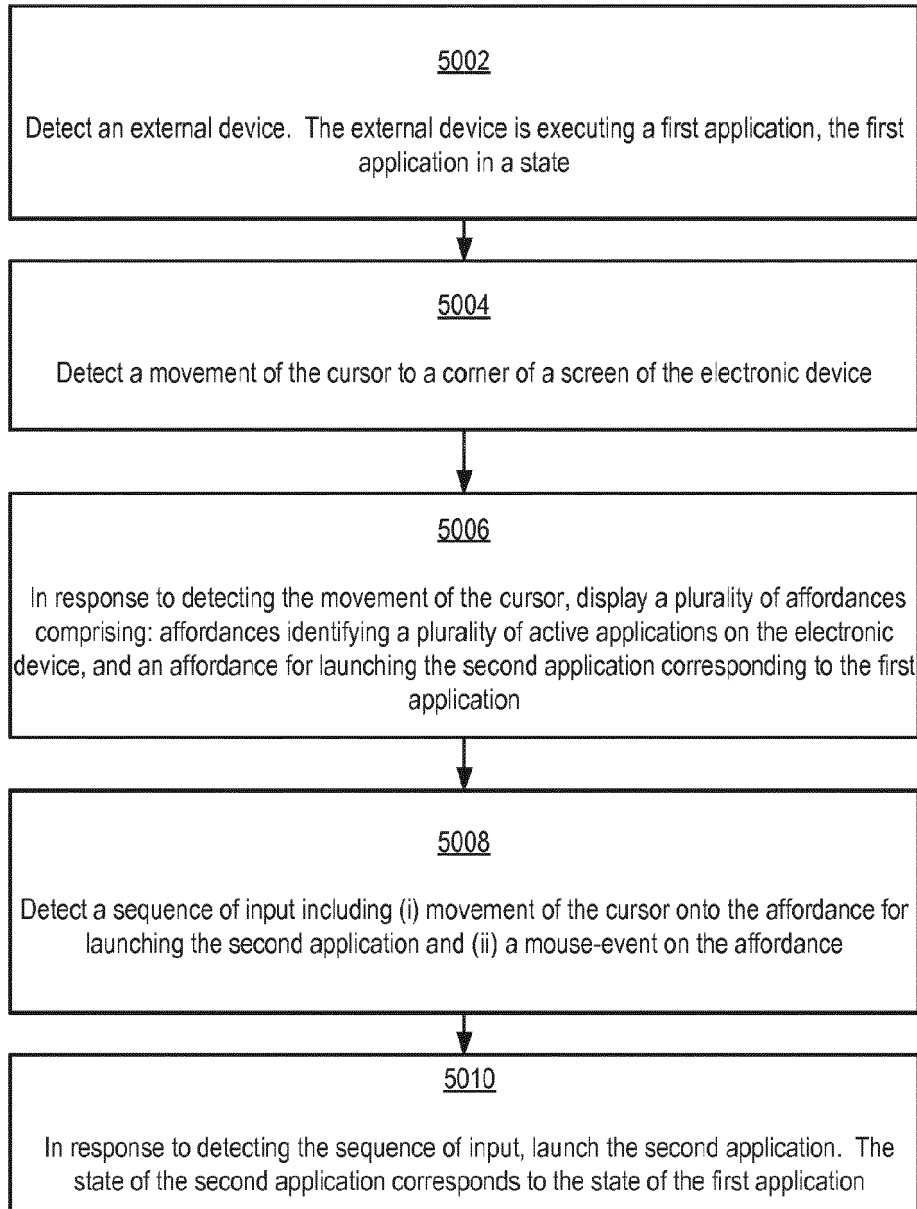 5002
Detect an external device. The external device is executing a first application, the first
application in a state
5004
Detect a movement of the cursor to a corner of a screen of the electronic device
5006
In response to detecting the movement of the cursor, display a plurality of affordances
comprising: affordances identifying a plurality of active applications on the electronic
device, and an affordance for launching the second application corresponding to the first
application
5008
Detect a sequence of input including (i) movement of the cursor onto the affordance for
launching the second application and (ii) a mouse-event on the affordance
5010
In response to detecting the sequence of input, launch the second application. The
state of the second application corresponds to the state of the first application